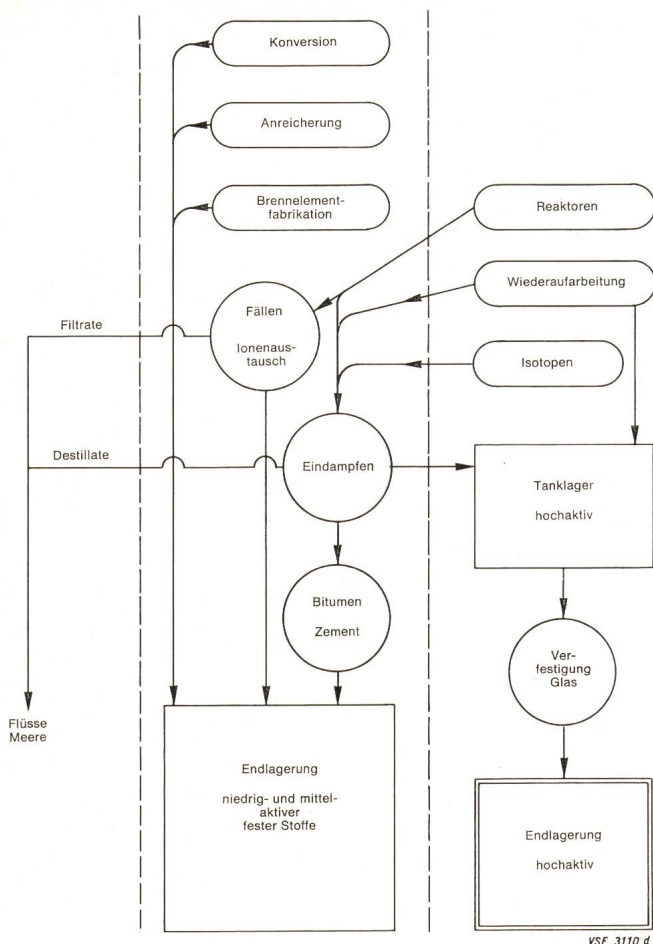 Konversion
Anreicherung
Brennelement-
fabrikation
Reaktoren
Wiederaufarbeitung
Isotopen
Fällen
Ionenaus-
tausch
Filtrate
Destillate
Eindampfen
Tanklager
hochaktiv
Bitumen
Zement
Ver-
festigung
Glas
Flüsse
Meere
Endlagerung
niedrig- und mittel-
aktiver
fester Stoffe
Endlagerung
hochaktiv
VSE 3110 d